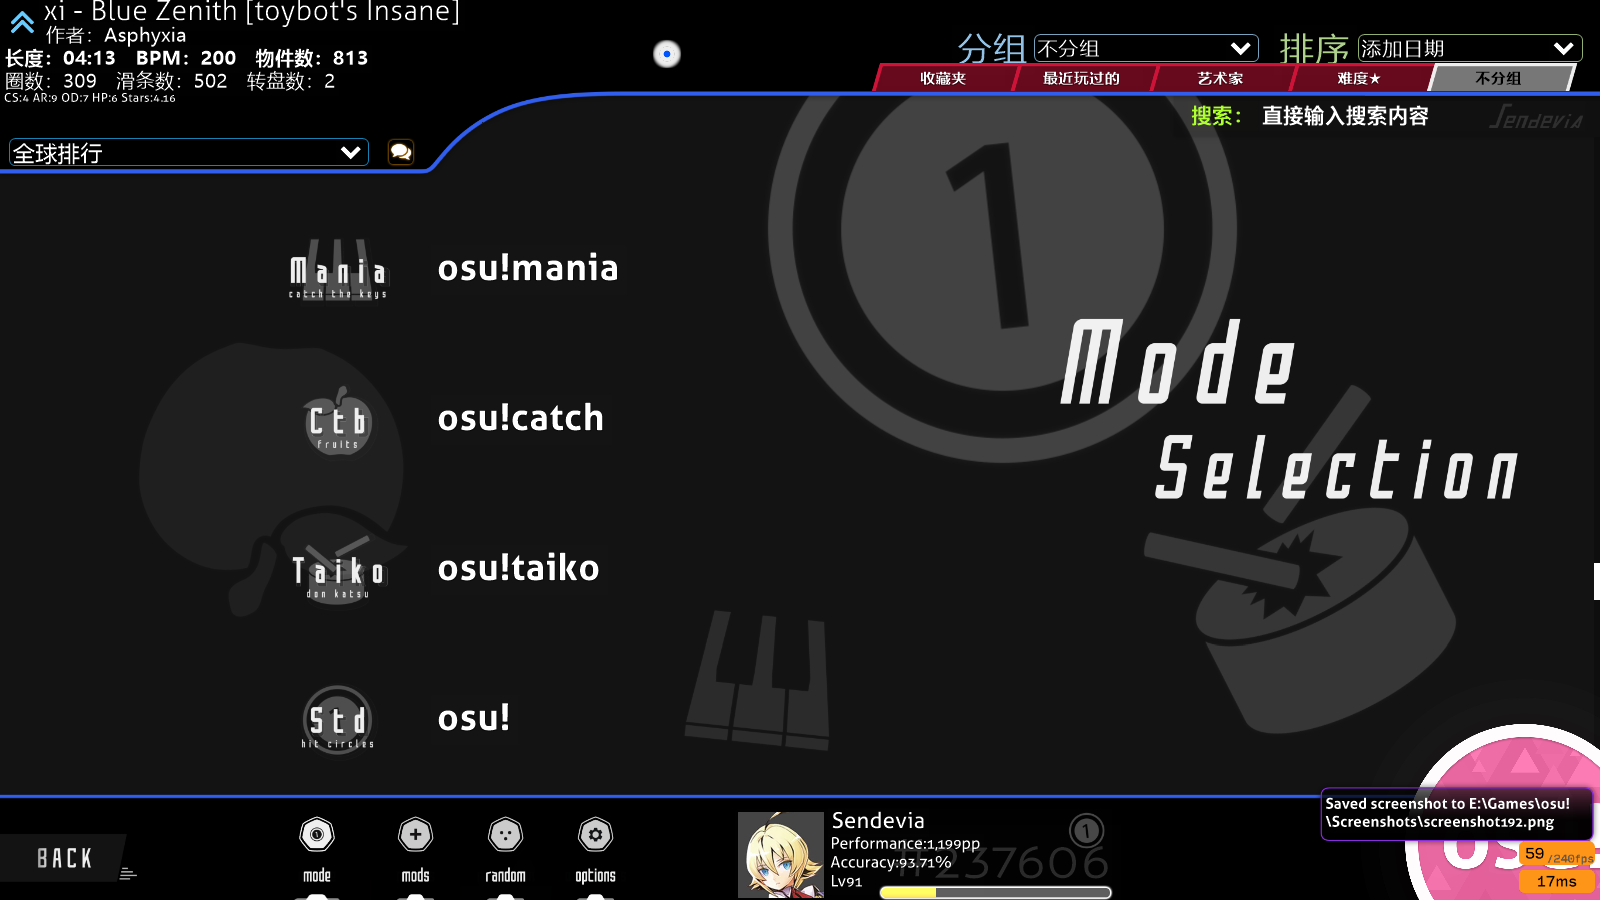 xi - Blue Zenith [toybot's Insane]
作者： Asphyxia
长度：04:13 BPM：200 物件数：813
圈数：309 滑条数：502 转盘数：2
CS:4 AR:9 OD:7 HP:6 Stars:4.16
分组 不分组 排序 添加日期
收藏夹 最近玩过的 艺术家 难度★ 不分组
搜索： 直接输入搜索内容
Sendevia
全球排行
Mania
catch the keys
osu!mania
Ctb
fruits
osu!catch
Taiko
don katsu
osu!taiko
Std
hit circles
osu!
1
Mode
Selection
BACK
mode
mods
random
options
Sendevia
Performance:1,199pp
Accuracy:93.71%
Lv91
#237606
1
Saved screenshot to E:\Games\osu!
\Screenshots\screenshot192.png
59 /240fps
17ms